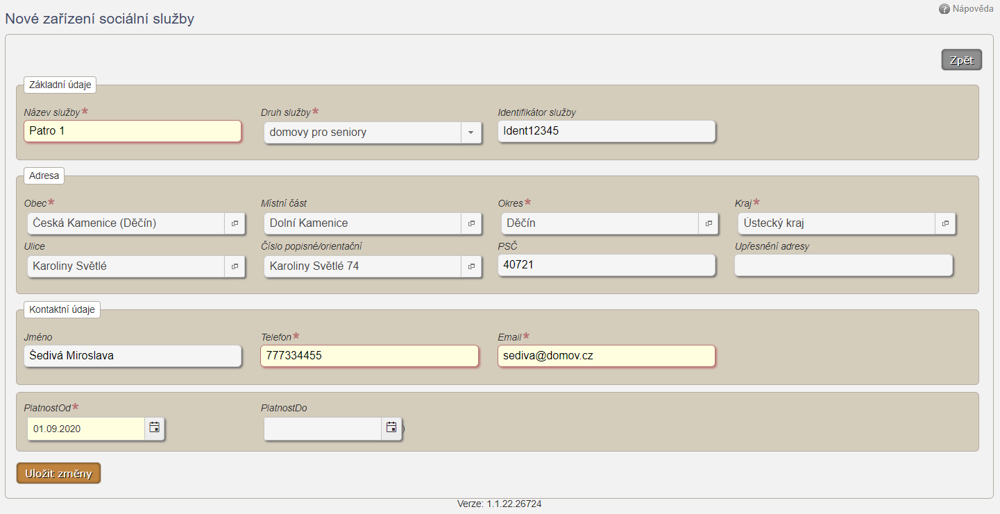 Nápověda
Nové zařízení sociální služby
Zpět
Základní údaje
Název služby* Druh služby* Identifikátor služby
Patro 1 domovy pro seniory Ident12345
Adresa
Obec* Místní část Okres* Kraj*
Česká Kamenice (Děčín) Dolní Kamenice Děčín Ústecký kraj
Ulice Číslo popisné/orientační PSČ Upřesnění adresy
Karoliny Světlé Karoliny Světlé 74 40721
Kontaktní údaje
Jméno Telefon* Email*
Šedivá Miroslava 777334455 sediva@domov.cz
PlatnostOd* PlatnostDo
01.09.2020 )
Uložit změny
Verze: 1.1.22.26724